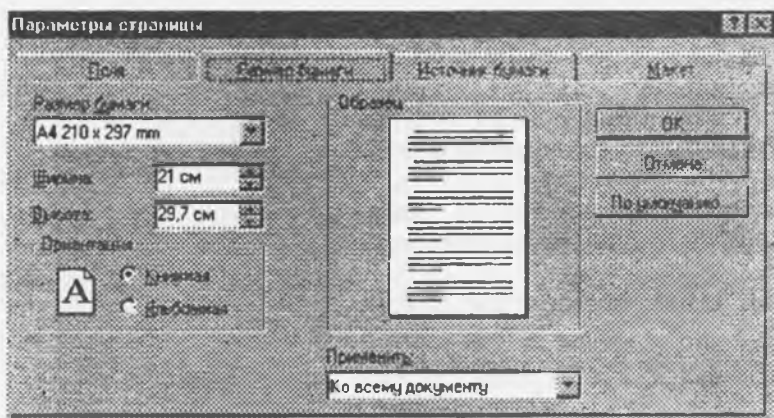 Параметры страницы
Поля Размер бумаги Источник бумаги Макет
Размер бумаги:
A4 210 x 297 mm
Ширина: 21 см
Высота: 29,7 см
Ориентация
A
Книжная
Альбомная
Образец
Применить:
Ко всему документу
OK
Отмена
По умолчанию...